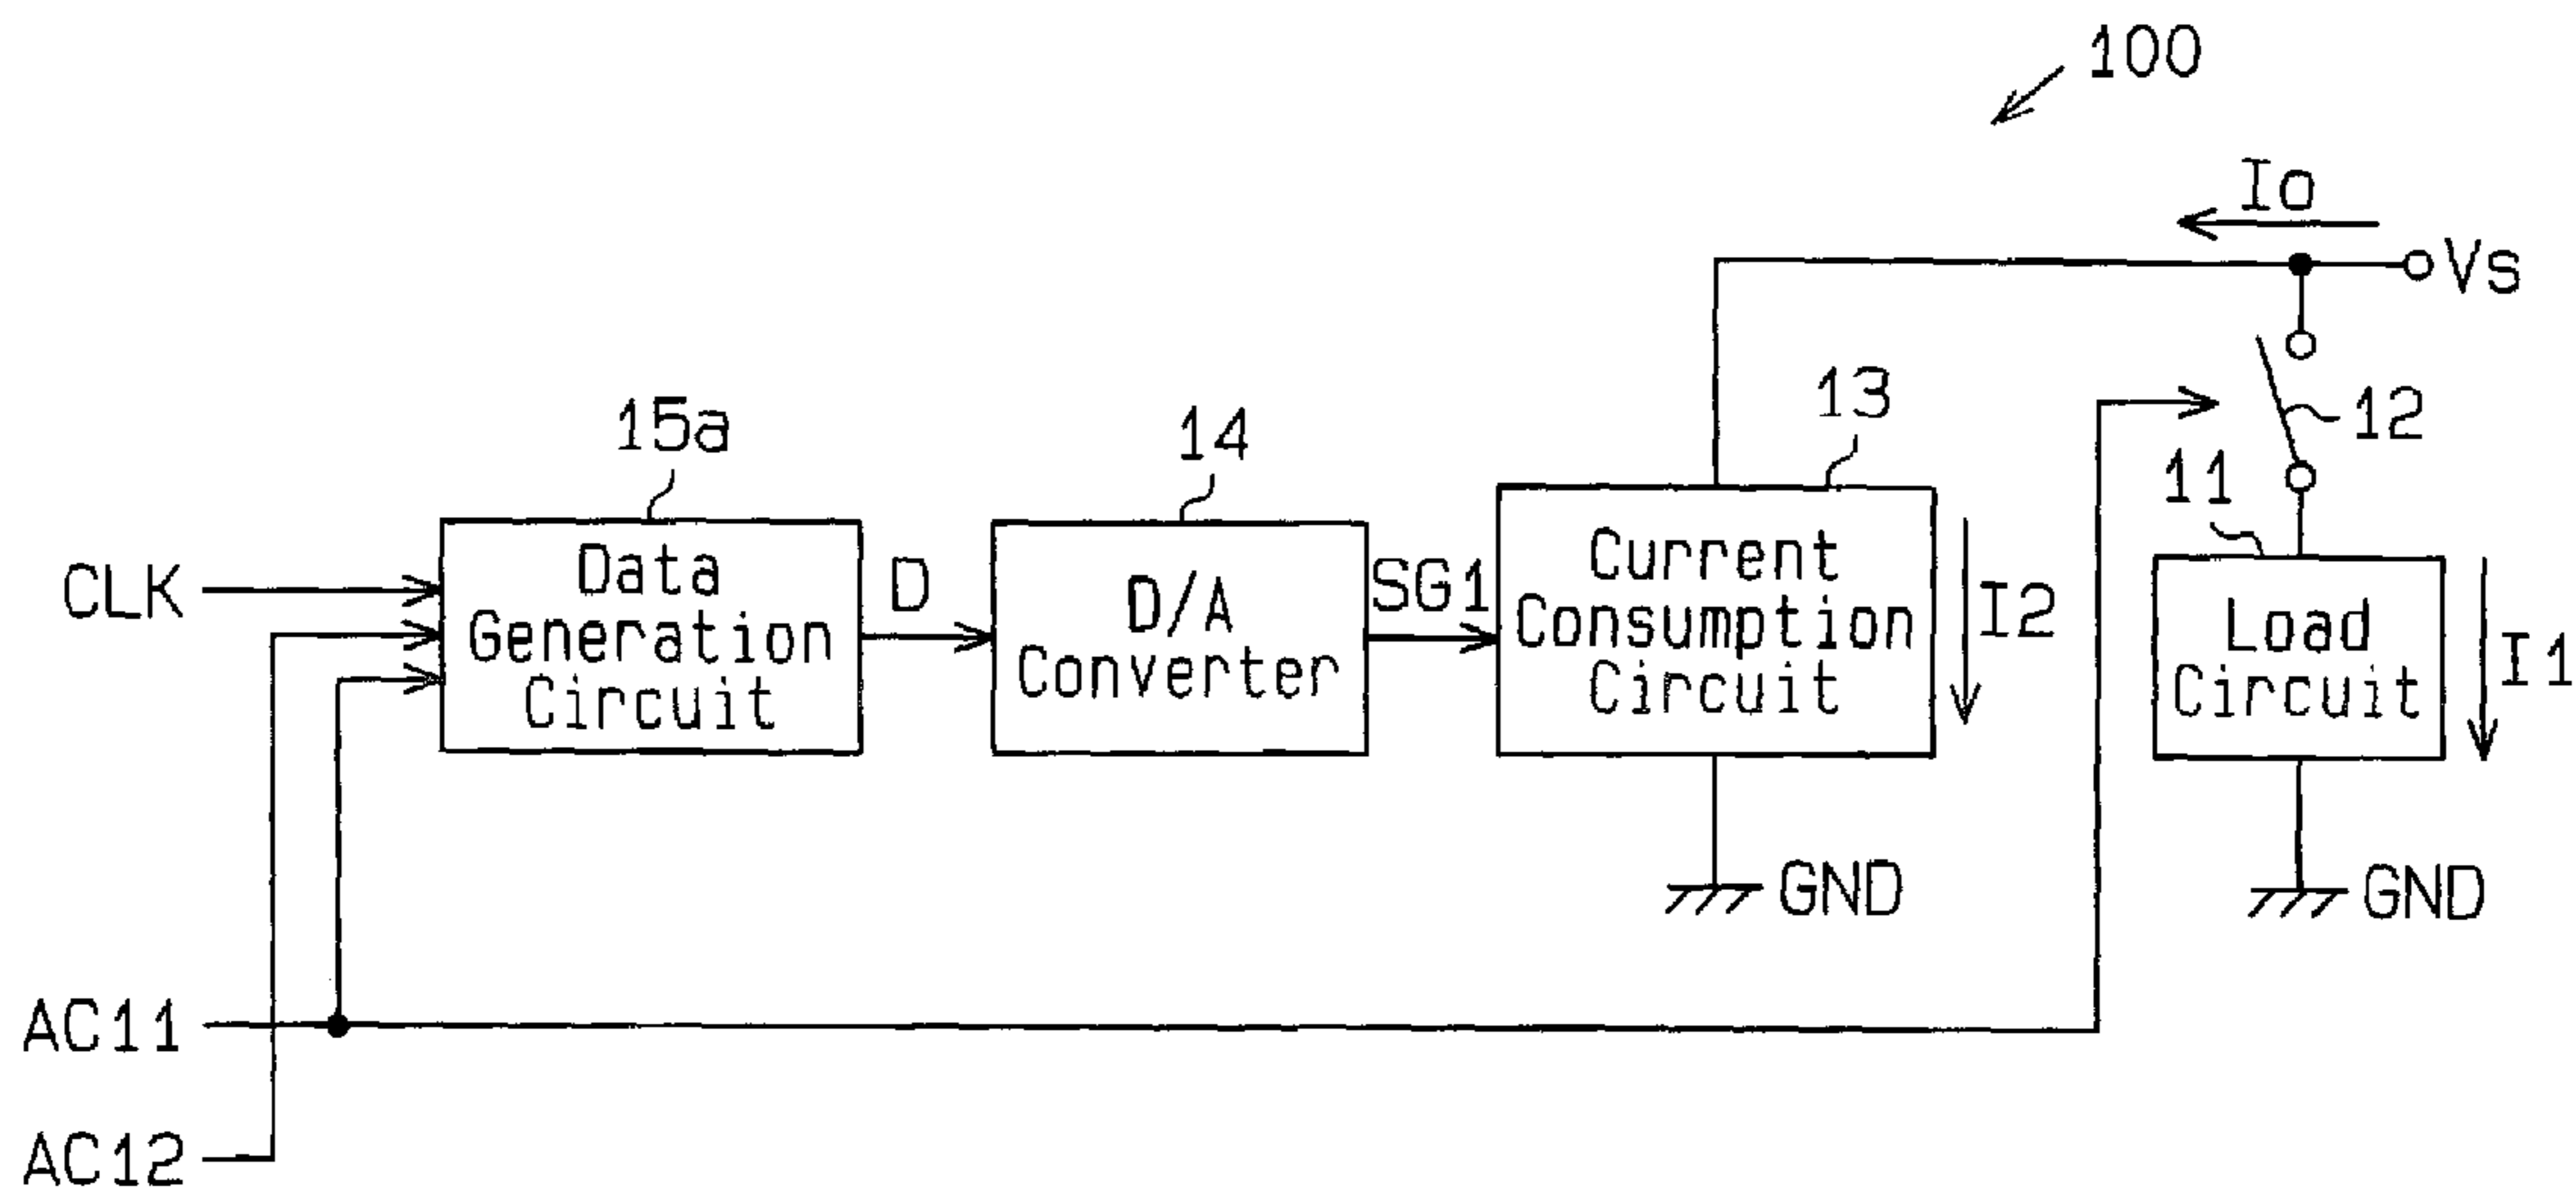 100
Io
Vs
12
13
14
15a
11
CLK
Data
Generation
Circuit
D
D/A
Converter
SG1
Current
Consumption
Circuit
I2
Load
Circuit
I1
GND
GND
AC11
AC12